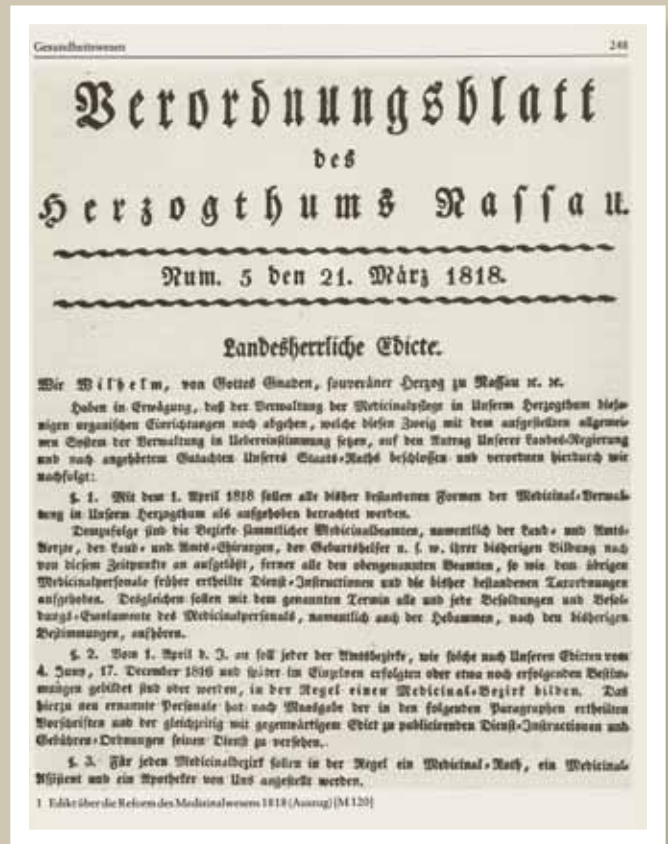 Gesundheitswesen 248
Verordnungsblatt
des
Herzogthums Nassau.
Num. 5 den 21. März 1818.
Landesherrliche Edicte.
Wir Wilhelm, von Gottes Gnaden, souveräner Herzog zu Nassau ꝛc. ꝛc.
Haben in Erwägung, daß der Verwaltung der Medicinalpflege in Unserm Herzogthum diejе-
nigen organischen Einrichtungen noch abgehen, welche diesen Zweig mit dem aufgestellten allgemei-
nen System der Verwaltung in Uebereinstimmung setzen, auf den Antrag Unserer Landes-Regierung
und nach angehörtem Gutachten Unseres Staats-Raths beschlossen und verordnen hierdurch wie
nachfolgt:
§. 1. Mit dem 1. April 1818 sollen alle bisher bestandenen Formen der Medicinal-Verwal-
tung in Unserm Herzogthum als aufgehoben betrachtet werden.
Demzufolge sind die Bezirke sämmtlicher Medicinalbeamten, namentlich der Land- und Amts-
Aerzte, der Land- und Amts-Chirurgen, der Geburtshelfer u. s. w. ihrer bisherigen Bildung nach
von diesem Zeitpunkte an aufgelößt, ferner alle den obengenannten Beamten, so wie dem übrigen
Medicinalpersonale früher ertheilte Dienst-Instructionen und die bisher bestandenen Taxordnungen
aufgehoben. Desgleichen sollen mit dem genannten Termin alle und jede Besoldungen und Besol-
dungs-Emolumente des Medicinalpersonals, namentlich auch der Hebammen, nach den bisherigen
Bestimmungen, aufhören.
§. 2. Vom 1. April d. J. an soll jeder der Amtsbezirke, wie solche nach Unseren Edicten vom
4. Juny, 17. December 1816 und später im Einzelnen erfolgten oder etwa noch erfolgenden Bestim-
mungen gebildet sind oder werden, in der Regel einen Medicinal-Bezirk bilden. Das
hierzu neu ernannte Personale hat nach Maasgabe der in den folgenden Paragraphen ertheilten
Vorschriften und der gleichzeitig mit gegenwärtigem Edict zu publicirenden Dienst-Instructionen und
Gebühren-Ordnungen seinen Dienst zu versehen.
§. 3. Für jeden Medicinalbezirk sollen in der Regel ein Medicinal-Rath, ein Medicinal-
Assistent und ein Apotheker von Uns angestellt werden.
1 Edikt über die Reform des Medizinalwesens 1818 (Auszug) [M 120]